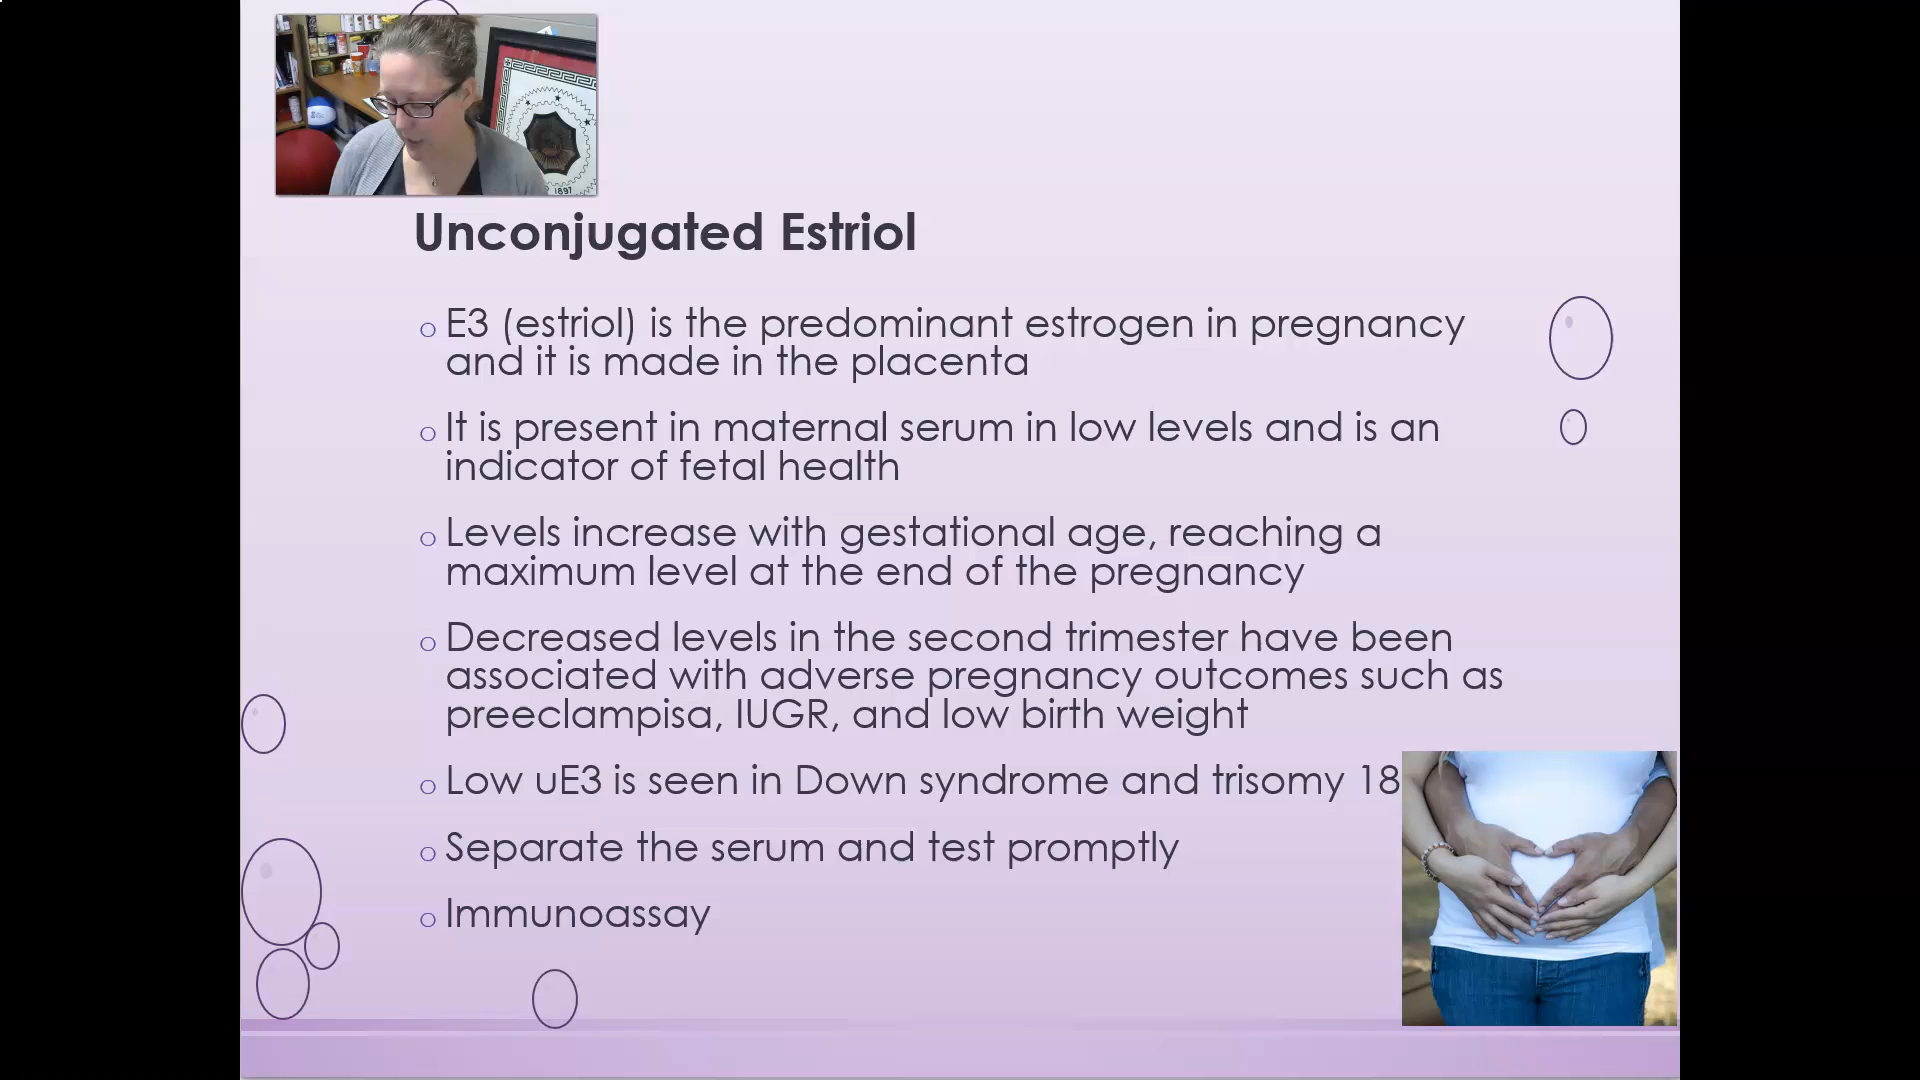 1897
Unconjugated Estriol
o E3 (estriol) is the predominant estrogen in pregnancy
and it is made in the placenta
o It is present in maternal serum in low levels and is an
indicator of fetal health
o Levels increase with gestational age, reaching a
maximum level at the end of the pregnancy
o Decreased levels in the second trimester have been
associated with adverse pregnancy outcomes such as
preeclampisa, IUGR, and low birth weight
o Low uE3 is seen in Down syndrome and trisomy 18
o Separate the serum and test promptly
o Immunoassay